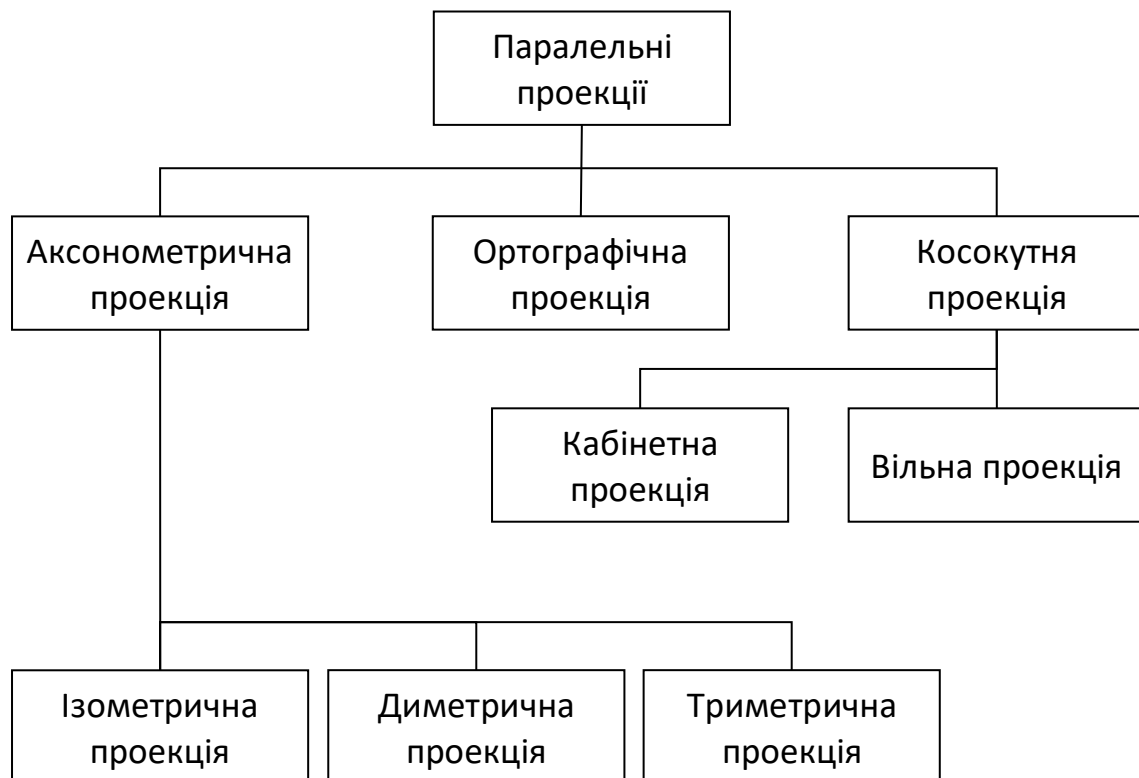 Паралельні
проекції
Аксонометрична
проекція
Ортографічна
проекція
Косокутня
проекція
Кабінетна
проекція
Вільна проекція
Ізометрична
проекція
Диметрична
проекція
Триметрична
проекція